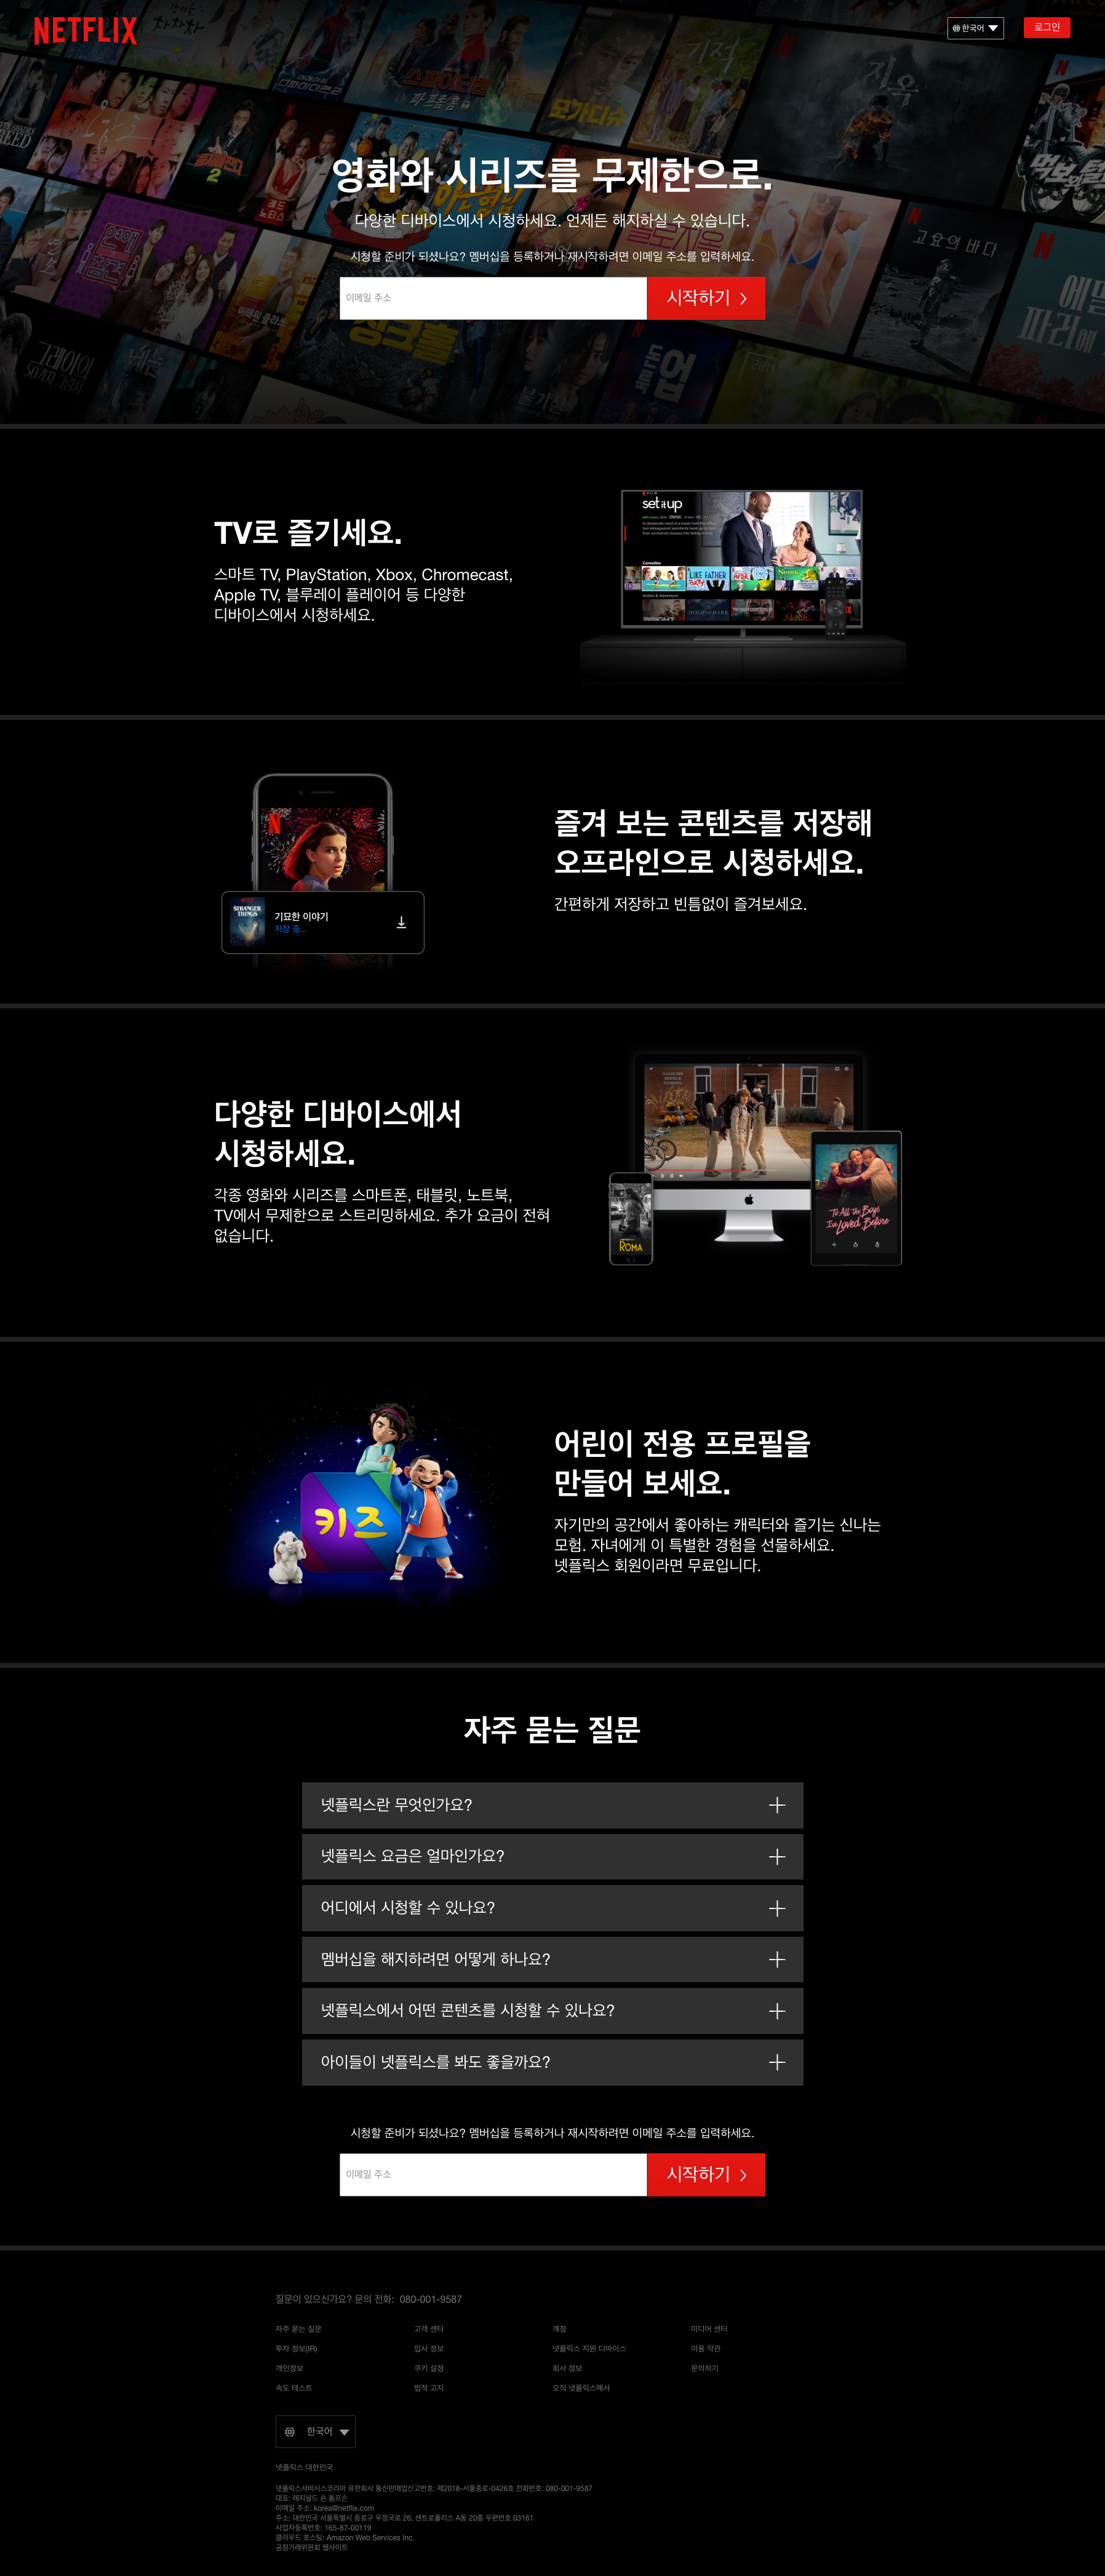 NETFLIX
한국어
로그인
영화와 시리즈를 무제한으로.
다양한 디바이스에서 시청하세요. 언제든 해지하실 수 있습니다.
시청할 준비가 되셨나요? 멤버십을 등록하거나 재시작하려면 이메일 주소를 입력하세요.
이메일 주소
시작하기
모가디슈
지옥
고요의 바다
싱크홀
TV로 즐기세요.
스마트 TV, PlayStation, Xbox, Chromecast,
Apple TV, 블루레이 플레이어 등 다양한
디바이스에서 시청하세요.
set it up
Comedies
LIKE FATHER
Action & Adventure
즐겨 보는 콘텐츠를 저장해
오프라인으로 시청하세요.
간편하게 저장하고 빈틈없이 즐겨보세요.
STRANGER THINGS
기묘한 이야기
저장 중...
다양한 디바이스에서
시청하세요.
각종 영화와 시리즈를 스마트폰, 태블릿, 노트북,
TV에서 무제한으로 스트리밍하세요. 추가 요금이 전혀
없습니다.
ROMA
To All the Boys
I've Loved Before
키즈
어린이 전용 프로필을
만들어 보세요.
자기만의 공간에서 좋아하는 캐릭터와 즐기는 신나는
모험. 자녀에게 이 특별한 경험을 선물하세요.
넷플릭스 회원이라면 무료입니다.
자주 묻는 질문
넷플릭스란 무엇인가요?
넷플릭스 요금은 얼마인가요?
어디에서 시청할 수 있나요?
멤버십을 해지하려면 어떻게 하나요?
넷플릭스에서 어떤 콘텐츠를 시청할 수 있나요?
아이들이 넷플릭스를 봐도 좋을까요?
시청할 준비가 되셨나요? 멤버십을 등록하거나 재시작하려면 이메일 주소를 입력하세요.
이메일 주소
시작하기
질문이 있으신가요? 문의 전화: 080-001-9587
자주 묻는 질문 고객 센터 계정 미디어 센터
투자 정보(IR) 입사 정보 넷플릭스 지원 디바이스 이용 약관
개인정보 쿠키 설정 회사 정보 문의하기
속도 테스트 법적 고지 오직 넷플릭스에서
한국어
넷플릭스 대한민국
넷플릭스서비시스코리아 유한회사 통신판매업신고번호: 제2018-서울종로-0426호 전화번호: 080-001-9587
대표: 레지널드 숀 톰프슨
이메일 주소: korea@netflix.com
주소: 대한민국 서울특별시 종로구 우정국로 26, 센트로폴리스 A동 20층 우편번호 03161
사업자등록번호: 165-87-00119
클라우드 호스팅: Amazon Web Services Inc.
공정거래위원회 웹사이트